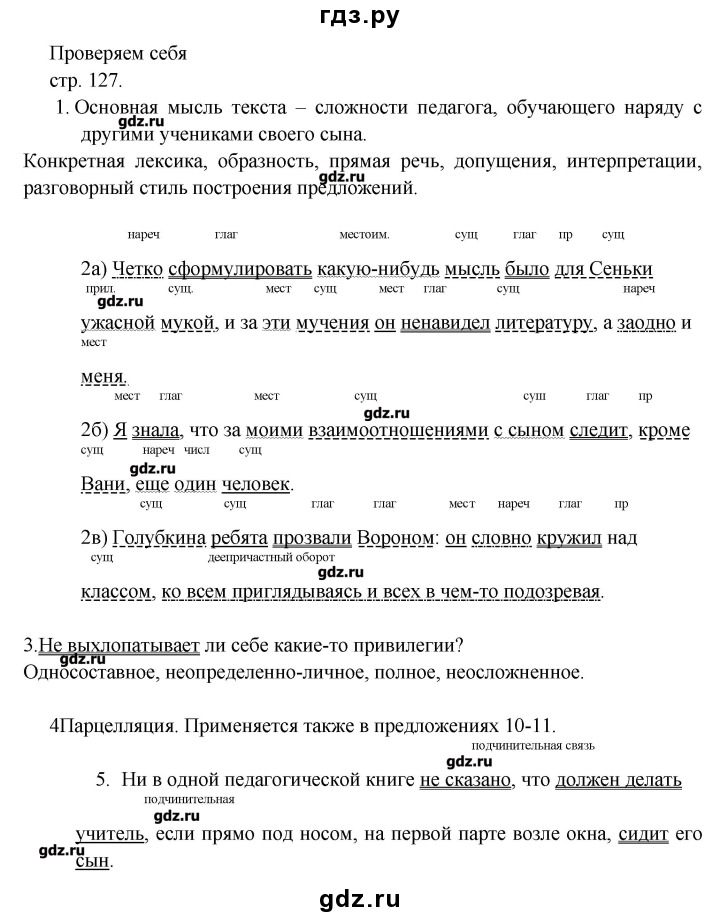 гдз.ру
Проверяем себя
стр. 127.
1. Основная мысль текста – сложности педагога, обучающего наряду с
gdz.ru
другими учениками своего сына.
Конкретная лексика, образность, прямая речь, допущения, интерпретации,
gdz.ru
разговорный стиль построения предложений.
нареч глаг местоим. сущ глаг пр сущ
2а) Четко сформулировать какую-нибудь мысль было для Сеньки
прил. сущ. мест сущ мест глаг сущ нареч
gdz.ru
ужасной мукой, и за эти мучения он ненавидел литературу, а заодно и
мест
меня.
мест глаг мест сущ сущ глаг пр
gdz.ru
2б) Я знала, что за моими взаимоотношениями с сыном следит, кроме
сущ нареч числ сущ
gdz.ru
Вани, еще один человек.
сущ сущ глаг глаг мест нареч глаг пр
2в) Голубкина ребята прозвали Вороном: он словно кружил над
сущ деепричастный оборот
gdz.ru
классом, ко всем приглядываясь и всех в чем-то подозревая.
3.Не выхлопатывает ли себе какие-то привилегии?
gdz.ru
Односоставное, неопределенно-личное, полное, неосложненное.
4Парцелляция. Применяется также в предложениях 10-11.
подчинительная связь
gdz.ru
5. Ни в одной педагогической книге не сказано, что должен делать
подчинительная
gdz.ru
учитель, если прямо под носом, на первой парте возле окна, сидит его
gdz.ru
сын.
gdz.ru